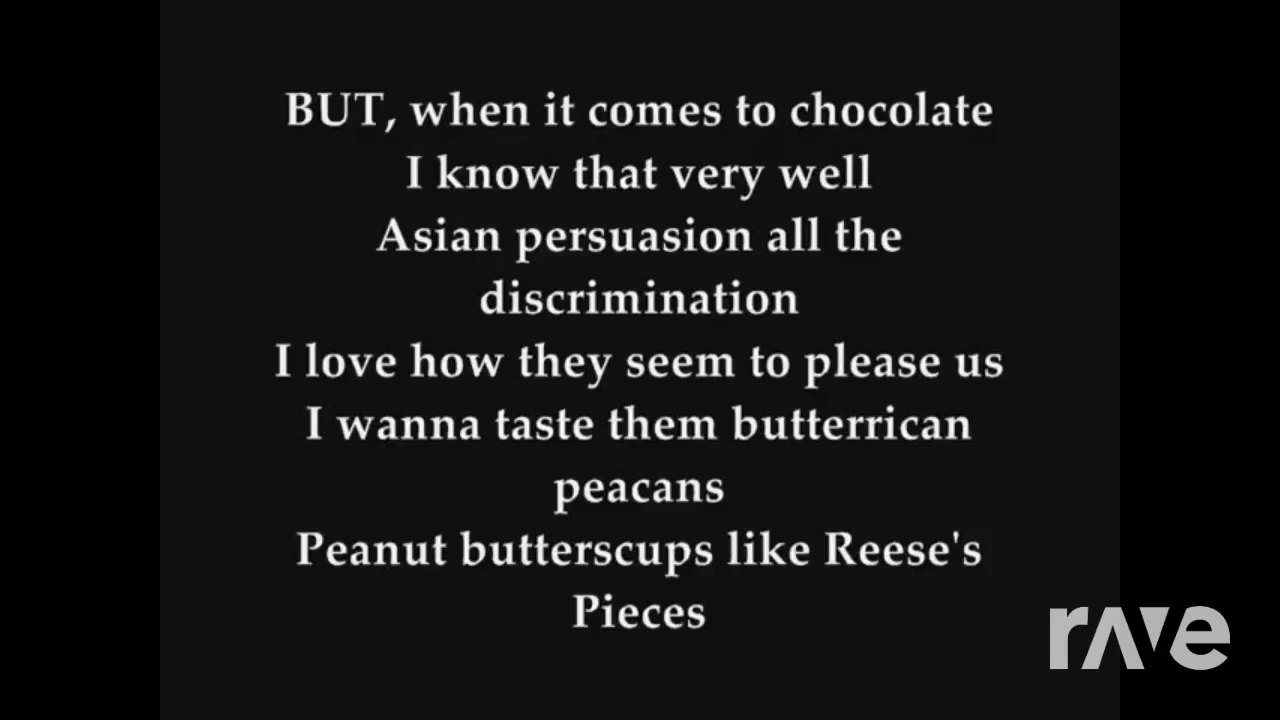 BUT, when it comes to chocolate
I know that very well
Asian persuasion all the
discrimination
I love how they seem to please us
I wanna taste them butterrican
peacans
Peanut butterscups like Reese's
Pieces
rave